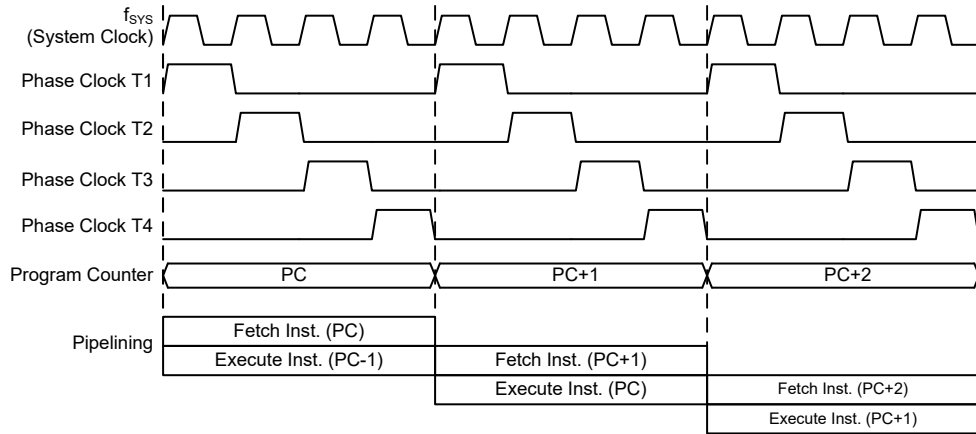 fSYS
(System Clock)
Phase Clock T1
Phase Clock T2
Phase Clock T3
Phase Clock T4
Program Counter PC PC+1 PC+2
Pipelining
Fetch Inst. (PC)
Execute Inst. (PC-1) Fetch Inst. (PC+1)
Execute Inst. (PC) Fetch Inst. (PC+2)
Execute Inst. (PC+1)